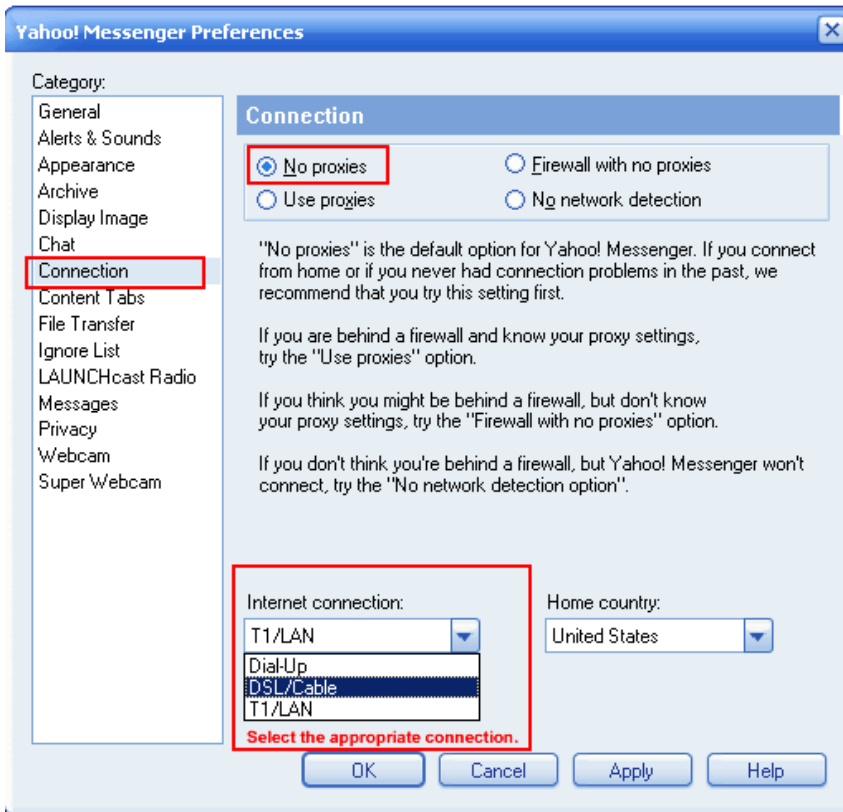 Yahoo! Messenger Preferences
Category:
General
Alerts & Sounds
Appearance
Archive
Display Image
Chat
Connection
Content Tabs
File Transfer
Ignore List
LAUNCHcast Radio
Messages
Privacy
Webcam
Super Webcam
Connection
No proxies
Firewall with no proxies
Use proxies
No network detection
"No proxies" is the default option for Yahoo! Messenger. If you connect
from home or if you never had connection problems in the past, we
recommend that you try this setting first.
If you are behind a firewall and know your proxy settings,
try the "Use proxies" option.
If you think you might be behind a firewall, but don't know
your proxy settings, try the "Firewall with no proxies" option.
If you don't think you're behind a firewall, but Yahoo! Messenger won't
connect, try the "No network detection option".
Internet connection:
T1/LAN
Dial-Up
DSL/Cable
T1/LAN
Select the appropriate connection.
Home country:
United States
OK
Cancel
Apply
Help